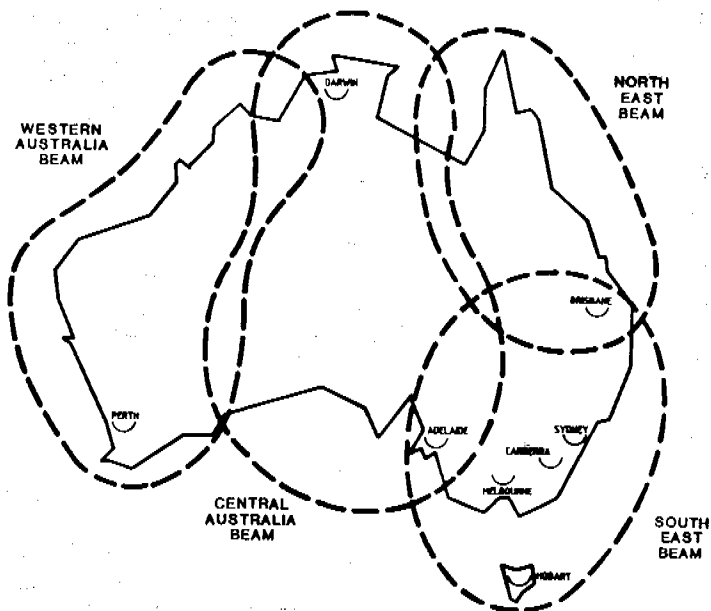 DARWIN
NORTH
EAST
BEAM
WESTERN
AUSTRALIA
BEAM
BRISBANE
PERTH
ADELAIDE
SYDNEY
CANBERRA
MELBOURNE
CENTRAL
AUSTRALIA
BEAM
SOUTH
EAST
BEAM
HOBART